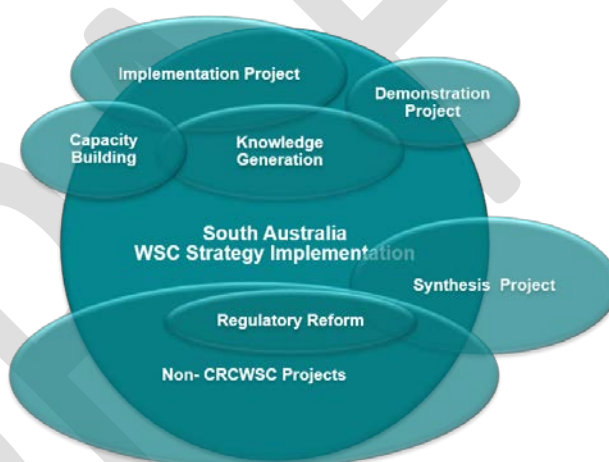 Implementation Project
Demonstration
Project
Capacity
Building
Knowledge
Generation
South Australia
WSC Strategy Implementation
Synthesis Project
Regulatory Reform
Non- CRCWSC Projects